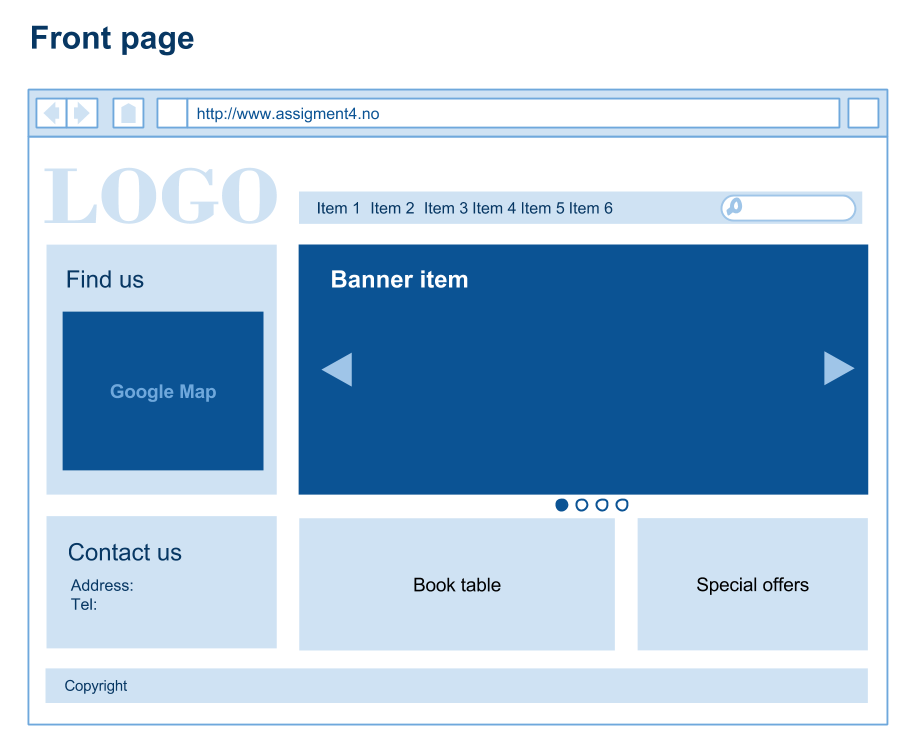 Front page
http://www.assigment4.no
LOGO
Item 1 Item 2 Item 3 Item 4 Item 5 Item 6
Find us
Google Map
Banner item
Contact us
Address:
Tel:
Book table
Special offers
Copyright